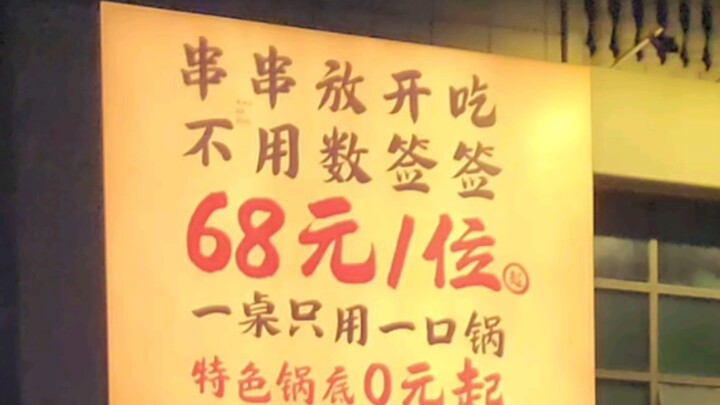 串串放开吃
不用数签签
68元/位起
一桌只用一口锅
特色锅底0元起